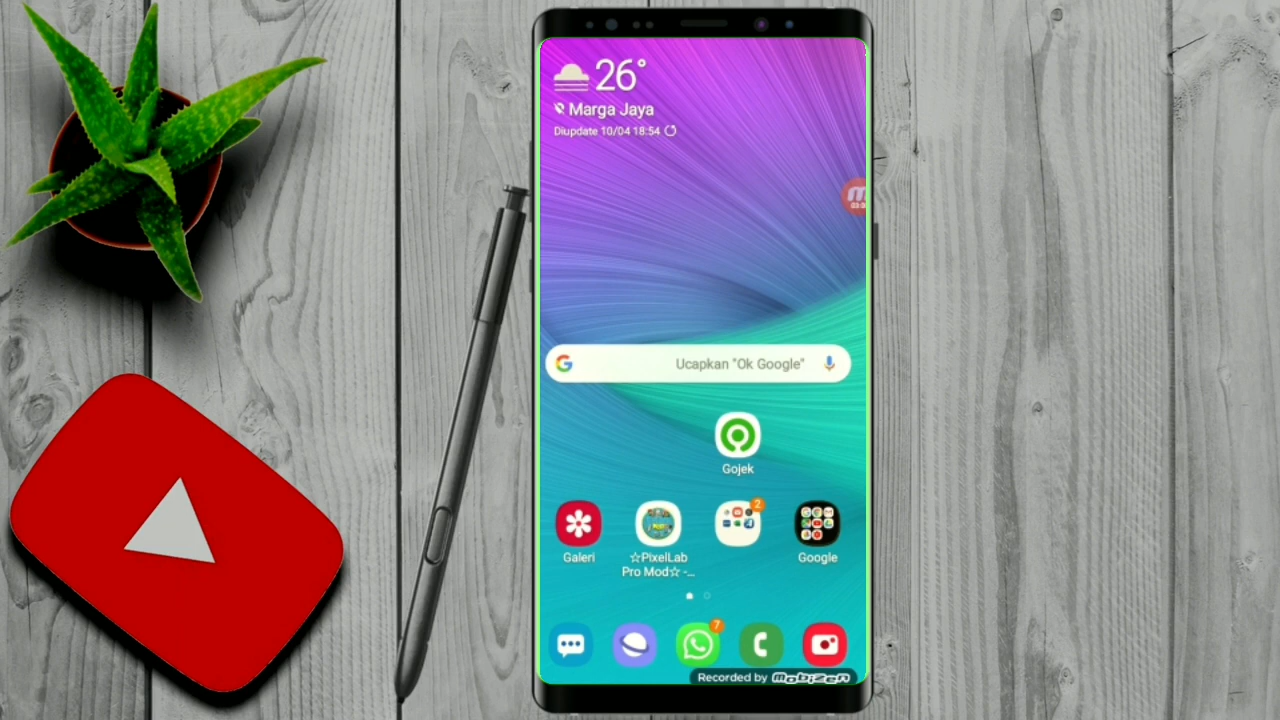 26°
Marga Jaya
Diupdate 10/04 18:54
Ucapkan "Ok Google"
Gojek
2
Galeri
☆PixelLab
Pro Mod☆ -...
Google
7
Recorded by Mobizen